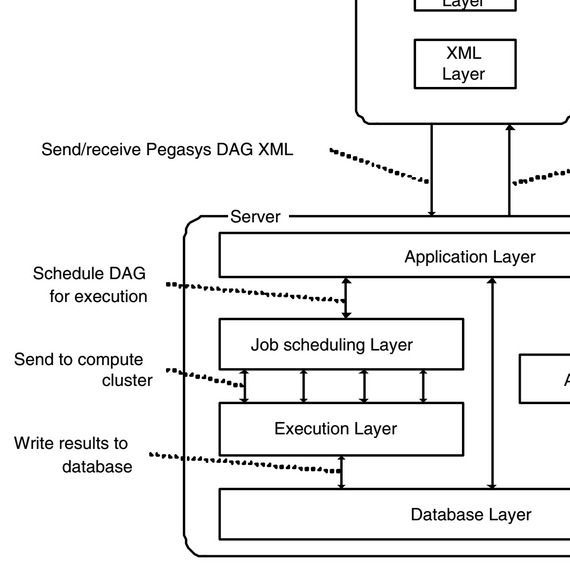 Layer
XML
Layer
Send/receive Pegasys DAG XML
Server
Application Layer
Schedule DAG
for execution
Job scheduling Layer
Send to compute
cluster
Execution Layer
Write results to
database
Database Layer